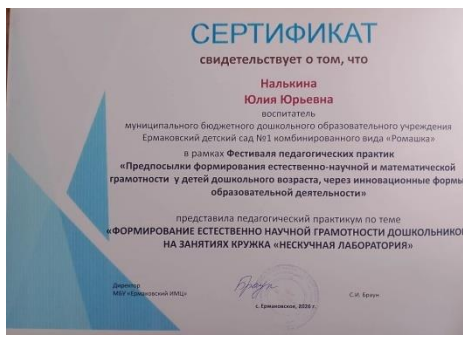 СЕРТИФИКАТ
свидетельствует о том, что
Налькина
Юлия Юрьевна
воспитатель
муниципального бюджетного дошкольного образовательного учреждения
Ермаковский детский сад №1 комбинированного вида «Ромашка»
в рамках Фестиваля педагогических практик
«Предпосылки формирования естественно-научной и математической
грамотности у детей дошкольного возраста, через инновационные формы
образовательной деятельности»
представила педагогический практикум по теме
«ФОРМИРОВАНИЕ ЕСТЕСТВЕННО НАУЧНОЙ ГРАМОТНОСТИ ДОШКОЛЬНИКОВ
НА ЗАНЯТИЯХ КРУЖКА «НЕСКУЧНАЯ ЛАБОРАТОРИЯ»
Директор
МБУ «Ермаковский ИМЦ»
С.И. Браун
с. Ермаковское, 2026 г.